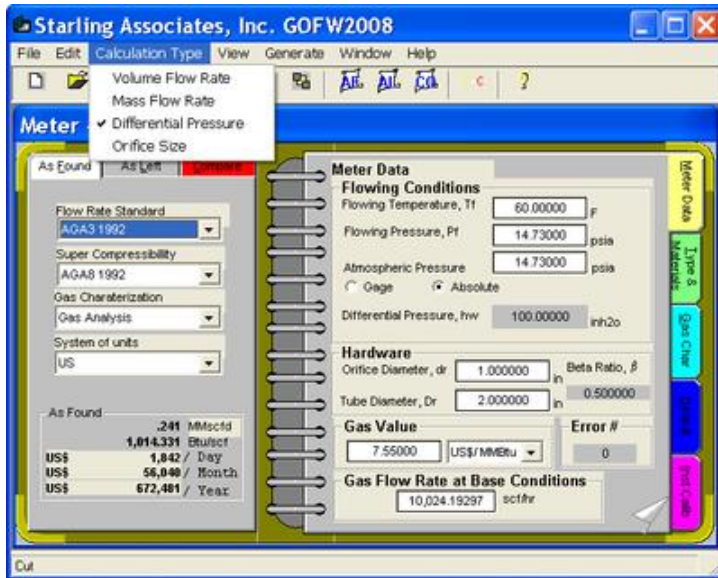 Starling Associates, Inc. GOFW2008
File Edit Calculation Type View Generate Window Help
Volume Flow Rate
Mass Flow Rate
✔ Differential Pressure
Orifice Size
Meter
As Found As Left Compare
Flow Rate Standard
AGA3 1992
Super Compressibility
AGA8 1992
Gas Charaterization
Gas Analysis
System of units
US
As Found
.241 MMscfd
1,014.331 Btu/scf
US$ 1,842 / Day
US$ 56,040 / Month
US$ 672,481 / Year
Meter Data
Flowing Conditions
Flowing Temperature, Tf 60.00000 F
Flowing Pressure, Pf 14.73000 psia
Atmospheric Pressure 14.73000 psia
Gage Absolute
Differential Pressure, hw 100.00000 inh2o
Hardware
Orifice Diameter, dr 1.000000 in Beta Ratio, β
Tube Diameter, Dr 2.000000 in 0.500000
Gas Value Error #
7.55000 US$/MMBtu 0
Gas Flow Rate at Base Conditions
10,024.19297 scf/hr
Meter Data
Type & Materials
Gas Char
Inst Calib
Cut